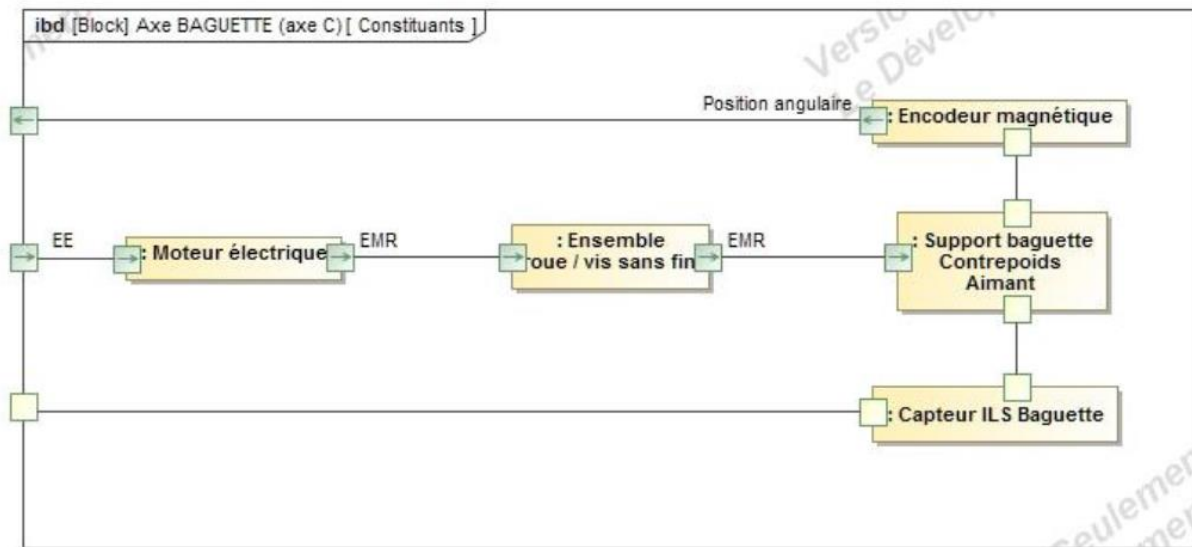 ibd [Block] Axe BAGUETTE (axe C) [ Constituants ]
Position angulaire
: Encodeur magnétique
EE
: Moteur électrique
EMR
: Ensemble
roue / vis sans fin
EMR
: Support baguette
Contrepoids
Aimant
: Capteur ILS Baguette